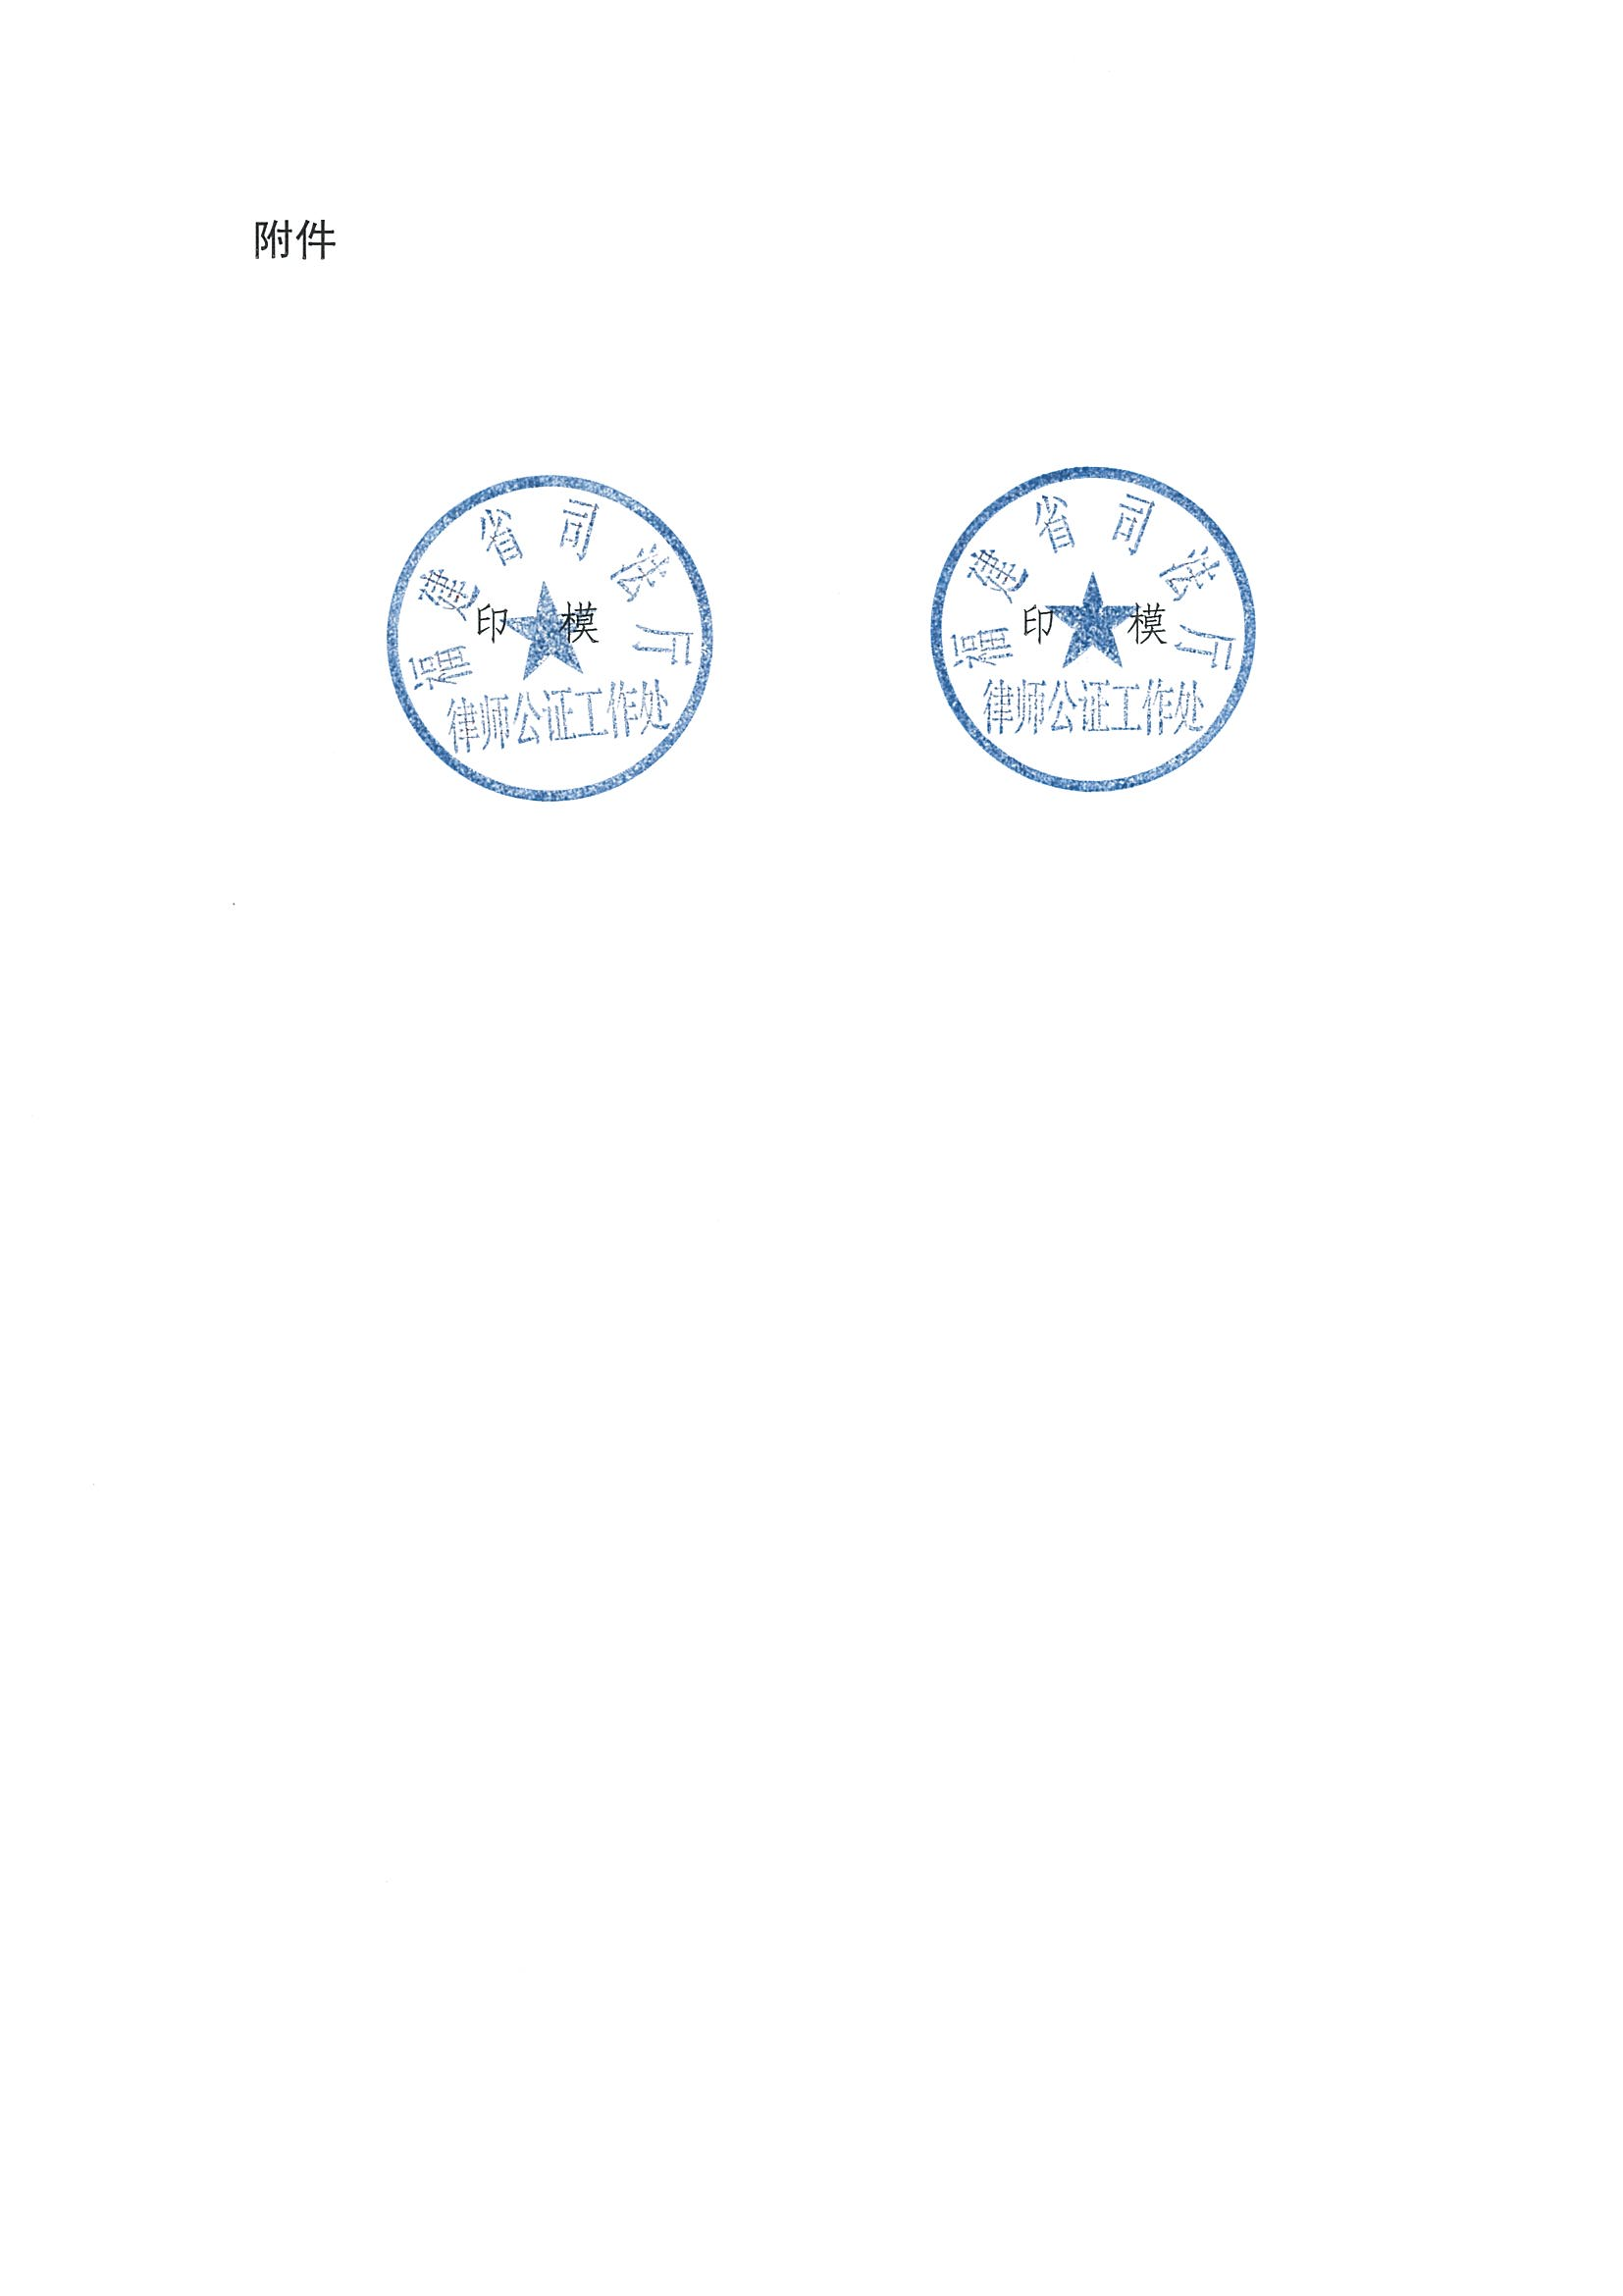 附件
福建省司法厅
印 模
律师公证工作处
福建省司法厅
印 模
律师公证工作处